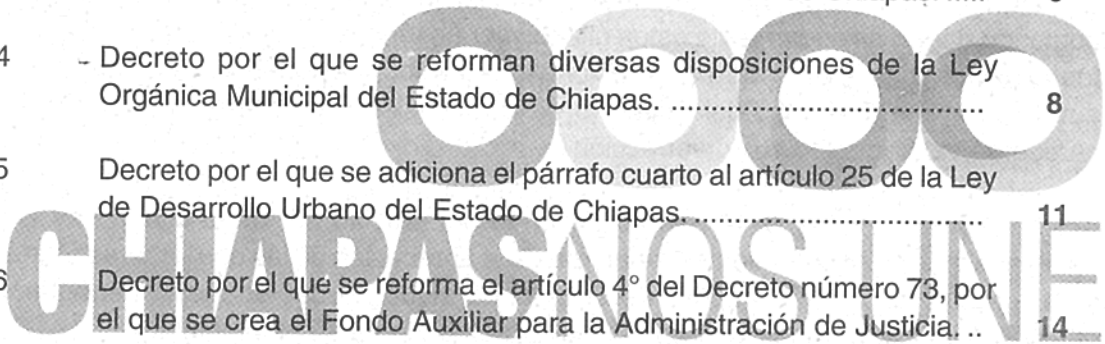 4 - Decreto por el que se reforman diversas disposiciones de la Ley
Orgánica Municipal del Estado de Chiapas. ...................................... 8
5 Decreto por el que se adiciona el párrafo cuarto al artículo 25 de la Ley
de Desarrollo Urbano del Estado de Chiapas. ................................... 11
CHIAPASNOS UNE
6 Decreto por el que se reforma el artículo 4° del Decreto número 73, por
el que se crea el Fondo Auxiliar para la Administración de Justicia. .. 14